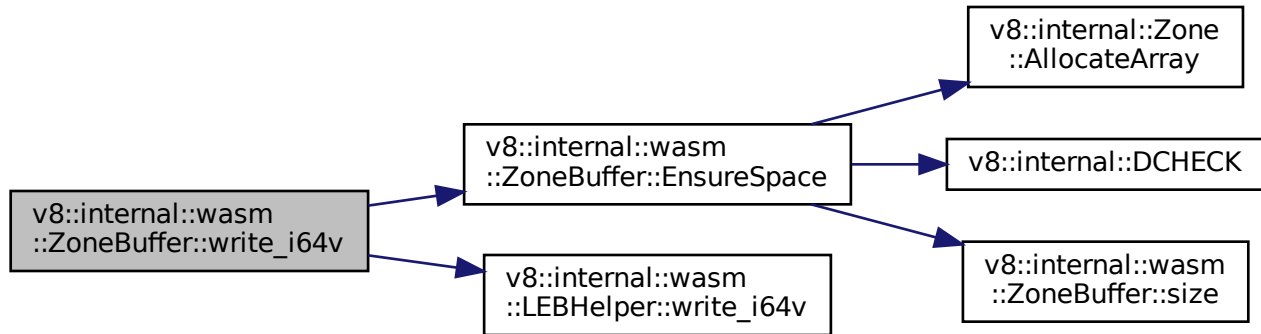 v8::internal::wasm
::ZoneBuffer::write_i64v
v8::internal::wasm
::ZoneBuffer::EnsureSpace
v8::internal::wasm
::LEBHelper::write_i64v
v8::internal::Zone
::AllocateArray
v8::internal::DCHECK
v8::internal::wasm
::ZoneBuffer::size